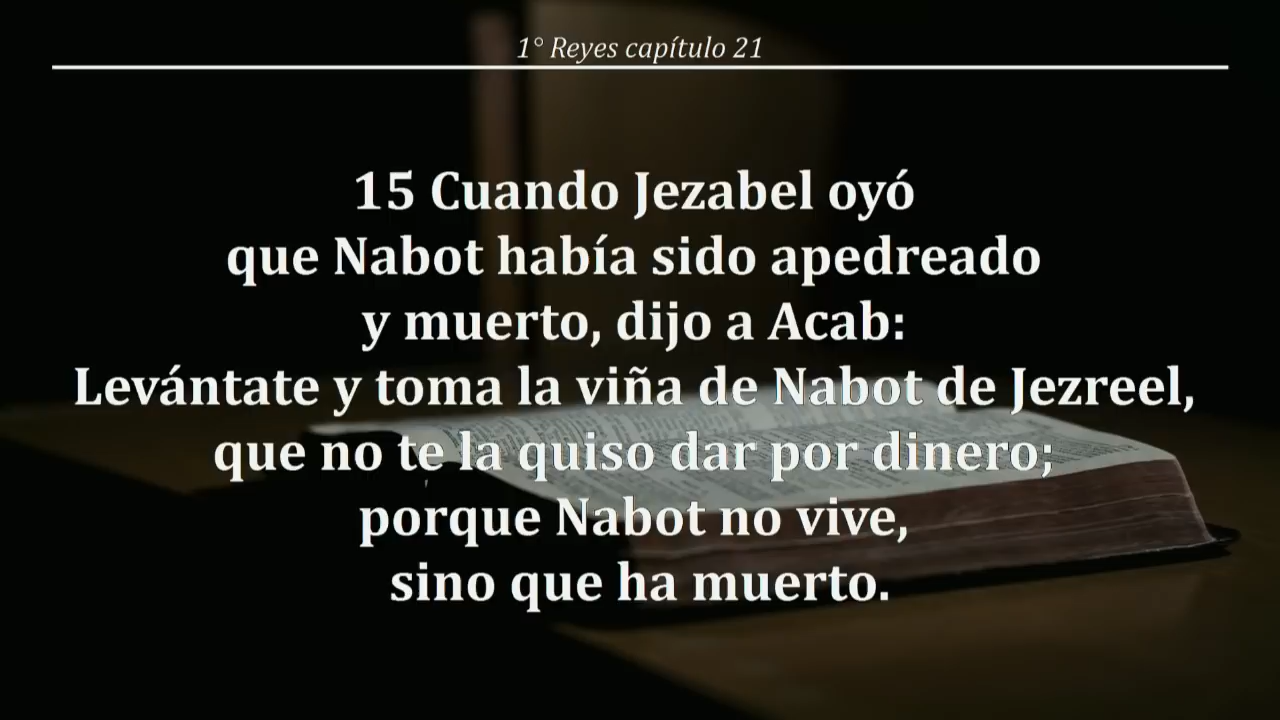 1° Reyes capítulo 21
15 Cuando Jezabel oyó
que Nabot había sido apedreado
y muerto, dijo a Acab:
Levántate y toma la viña de Nabot de Jezreel,
que no te la quiso dar por dinero;
porque Nabot no vive,
sino que ha muerto.